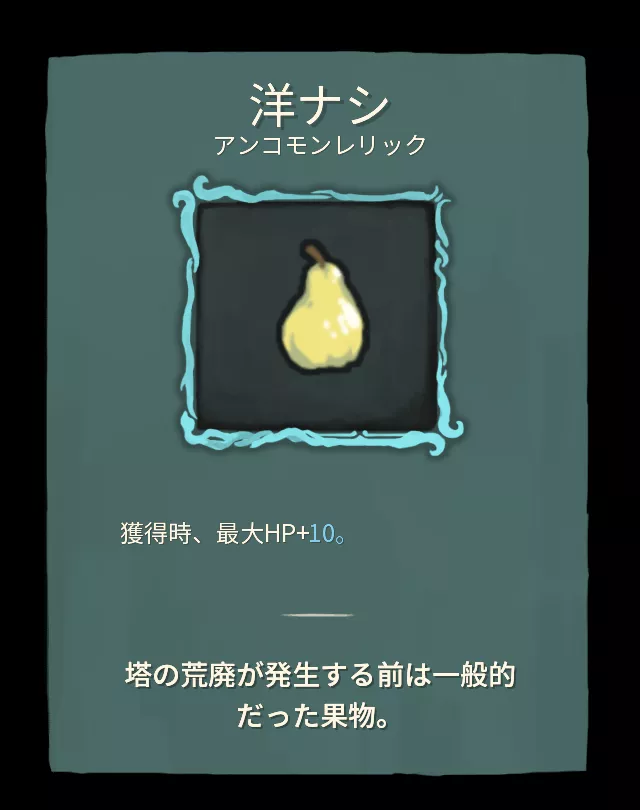 洋ナシ
アンコモンレリック
獲得時、最大HP+10。
塔の荒廃が発生する前は一般的
だった果物。